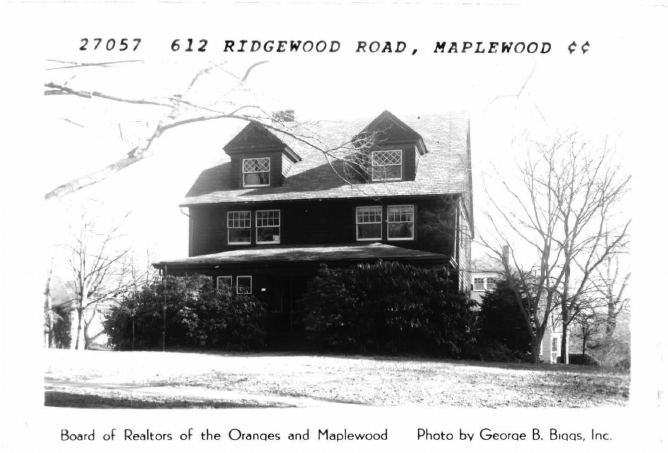 27057 612 RIDGEWOOD ROAD, MAPLEWOOD ¢¢
Board of Realtors of the Oranges and Maplewood Photo by George B. Biggs, Inc.